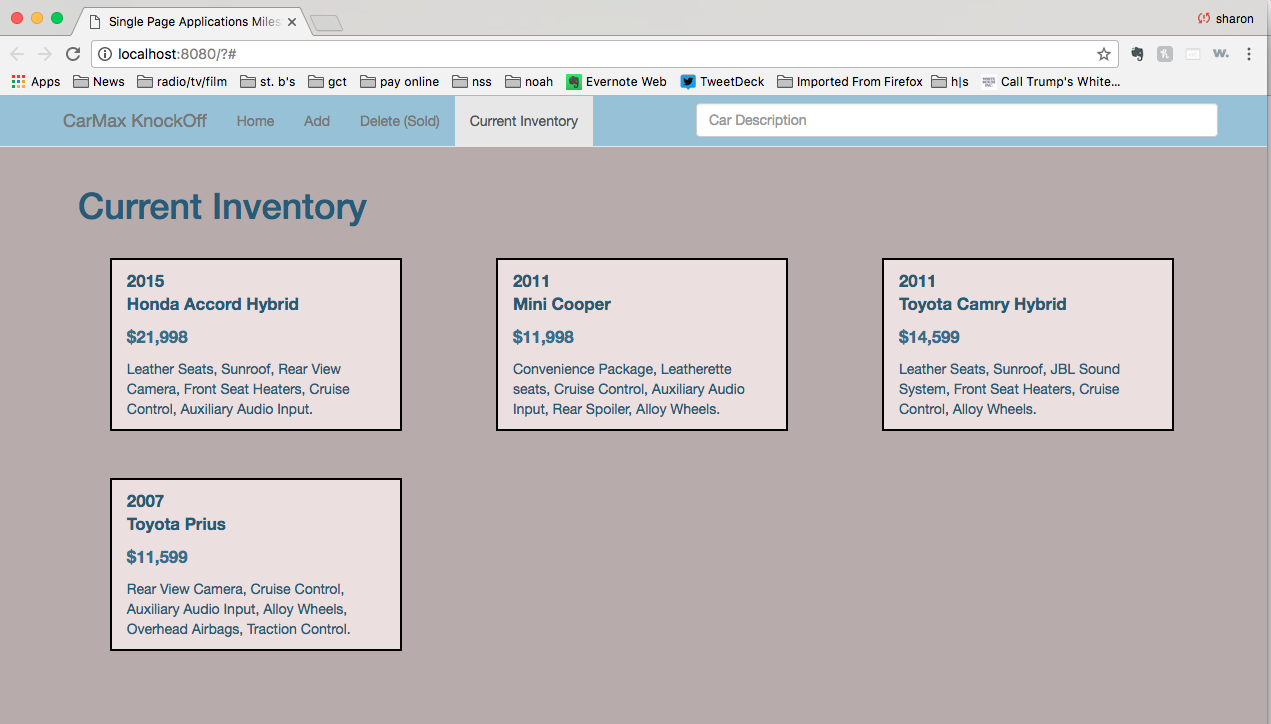 Single Page Applications Miles
sharon
localhost:8080/?#
Apps News radio/tv/film st. b's gct pay online nss noah Evernote Web TweetDeck Imported From Firefox h|s Call Trump's White...
CarMax KnockOff Home Add Delete (Sold) Current Inventory Car Description
Current Inventory
2015
Honda Accord Hybrid
$21,998
Leather Seats, Sunroof, Rear View
Camera, Front Seat Heaters, Cruise
Control, Auxiliary Audio Input.
2011
Mini Cooper
$11,998
Convenience Package, Leatherette
seats, Cruise Control, Auxiliary Audio
Input, Rear Spoiler, Alloy Wheels.
2011
Toyota Camry Hybrid
$14,599
Leather Seats, Sunroof, JBL Sound
System, Front Seat Heaters, Cruise
Control, Alloy Wheels.
2007
Toyota Prius
$11,599
Rear View Camera, Cruise Control,
Auxiliary Audio Input, Alloy Wheels,
Overhead Airbags, Traction Control.